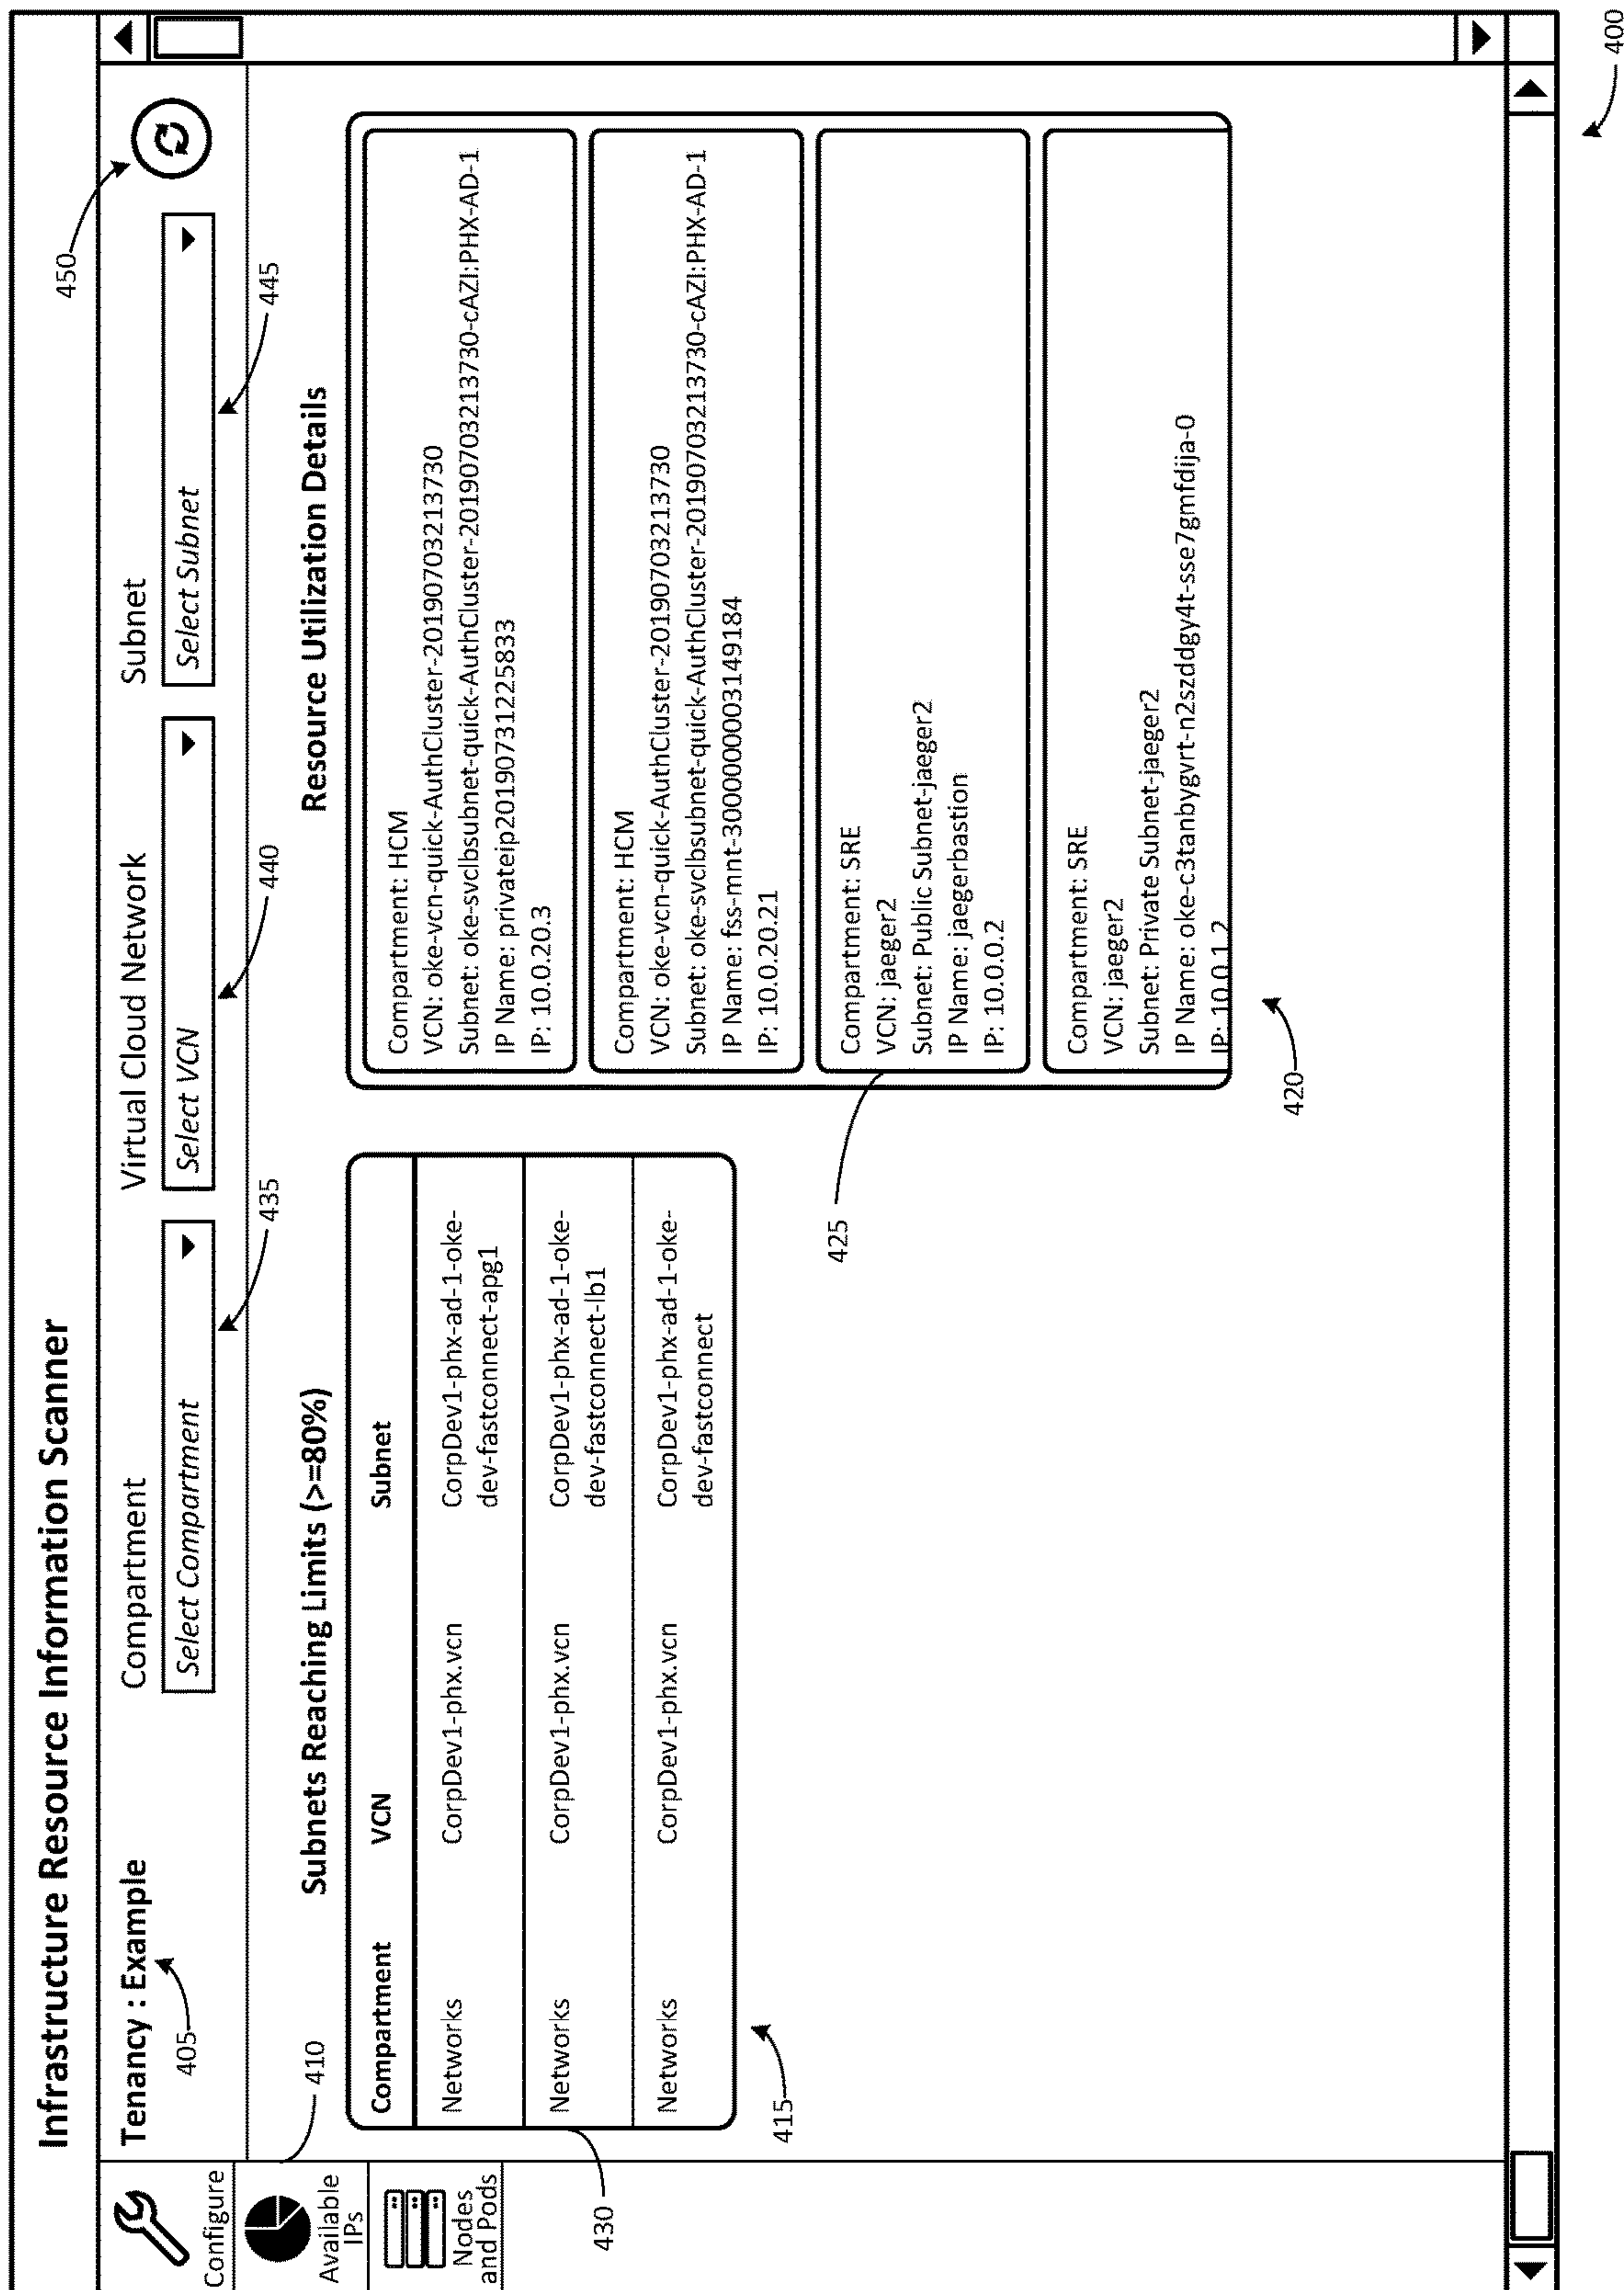 Infrastructure Resource Information Scanner
Configure
Available
IPs
Nodes
and Pods
410
Tenancy : Example
405
Compartment
Select Compartment
435
Virtual Cloud Network
Select VCN
440
Subnet
Select Subnet
445
450
Subnets Reaching Limits (>=80%)
Compartment VCN Subnet
Networks CorpDev1-phx.vcn CorpDev1-phx-ad-1-oke-
dev-fastconnect-apg1
Networks CorpDev1-phx.vcn CorpDev1-phx-ad-1-oke-
dev-fastconnect-lb1
Networks CorpDev1-phx.vcn CorpDev1-phx-ad-1-oke-
dev-fastconnect
430
415
Resource Utilization Details
Compartment: HCM
VCN: oke-vcn-quick-AuthCluster-20190703213730
Subnet: oke-svclbsubnet-quick-AuthCluster-20190703213730-cAZI:PHX-AD-1
IP Name: privateip20190731225833
IP: 10.0.20.3
Compartment: HCM
VCN: oke-vcn-quick-AuthCluster-20190703213730
Subnet: oke-svclbsubnet-quick-AuthCluster-20190703213730-cAZI:PHX-AD-1
IP Name: fss-mnt-300000003149184
IP: 10.0.20.21
Compartment: SRE
VCN: jaeger2
Subnet: Public Subnet-jaeger2
IP Name: jaegerbastion
IP: 10.0.0.2
425
Compartment: SRE
VCN: jaeger2
Subnet: Private Subnet-jaeger2
IP Name: oke-c3tanbygvrt-n2szddgy4t-sse7gmfdija-0
IP: 10.0.1.2
420
400